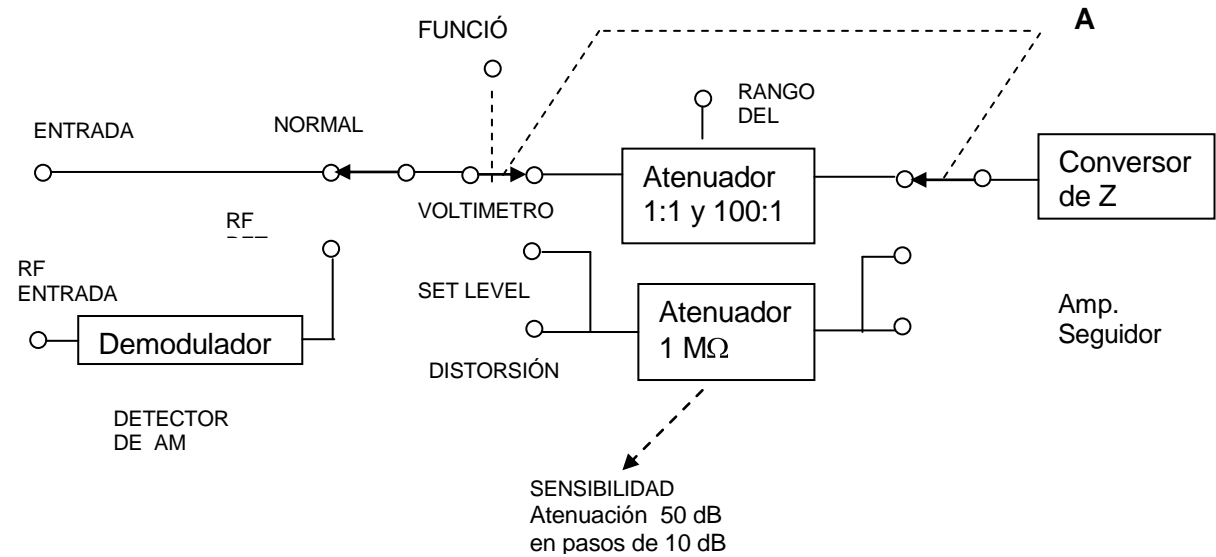 A
FUNCIÓ
RANGO
DEL
ENTRADA
NORMAL
Conversor
de Z
Atenuador
1:1 y 100:1
VOLTIMETRO
RF
RF
ENTRADA
SET LEVEL
Atenuador
1 MΩ
Amp.
Seguidor
Demodulador
DISTORSIÓN
DETECTOR
DE AM
SENSIBILIDAD
Atenuación 50 dB
en pasos de 10 dB